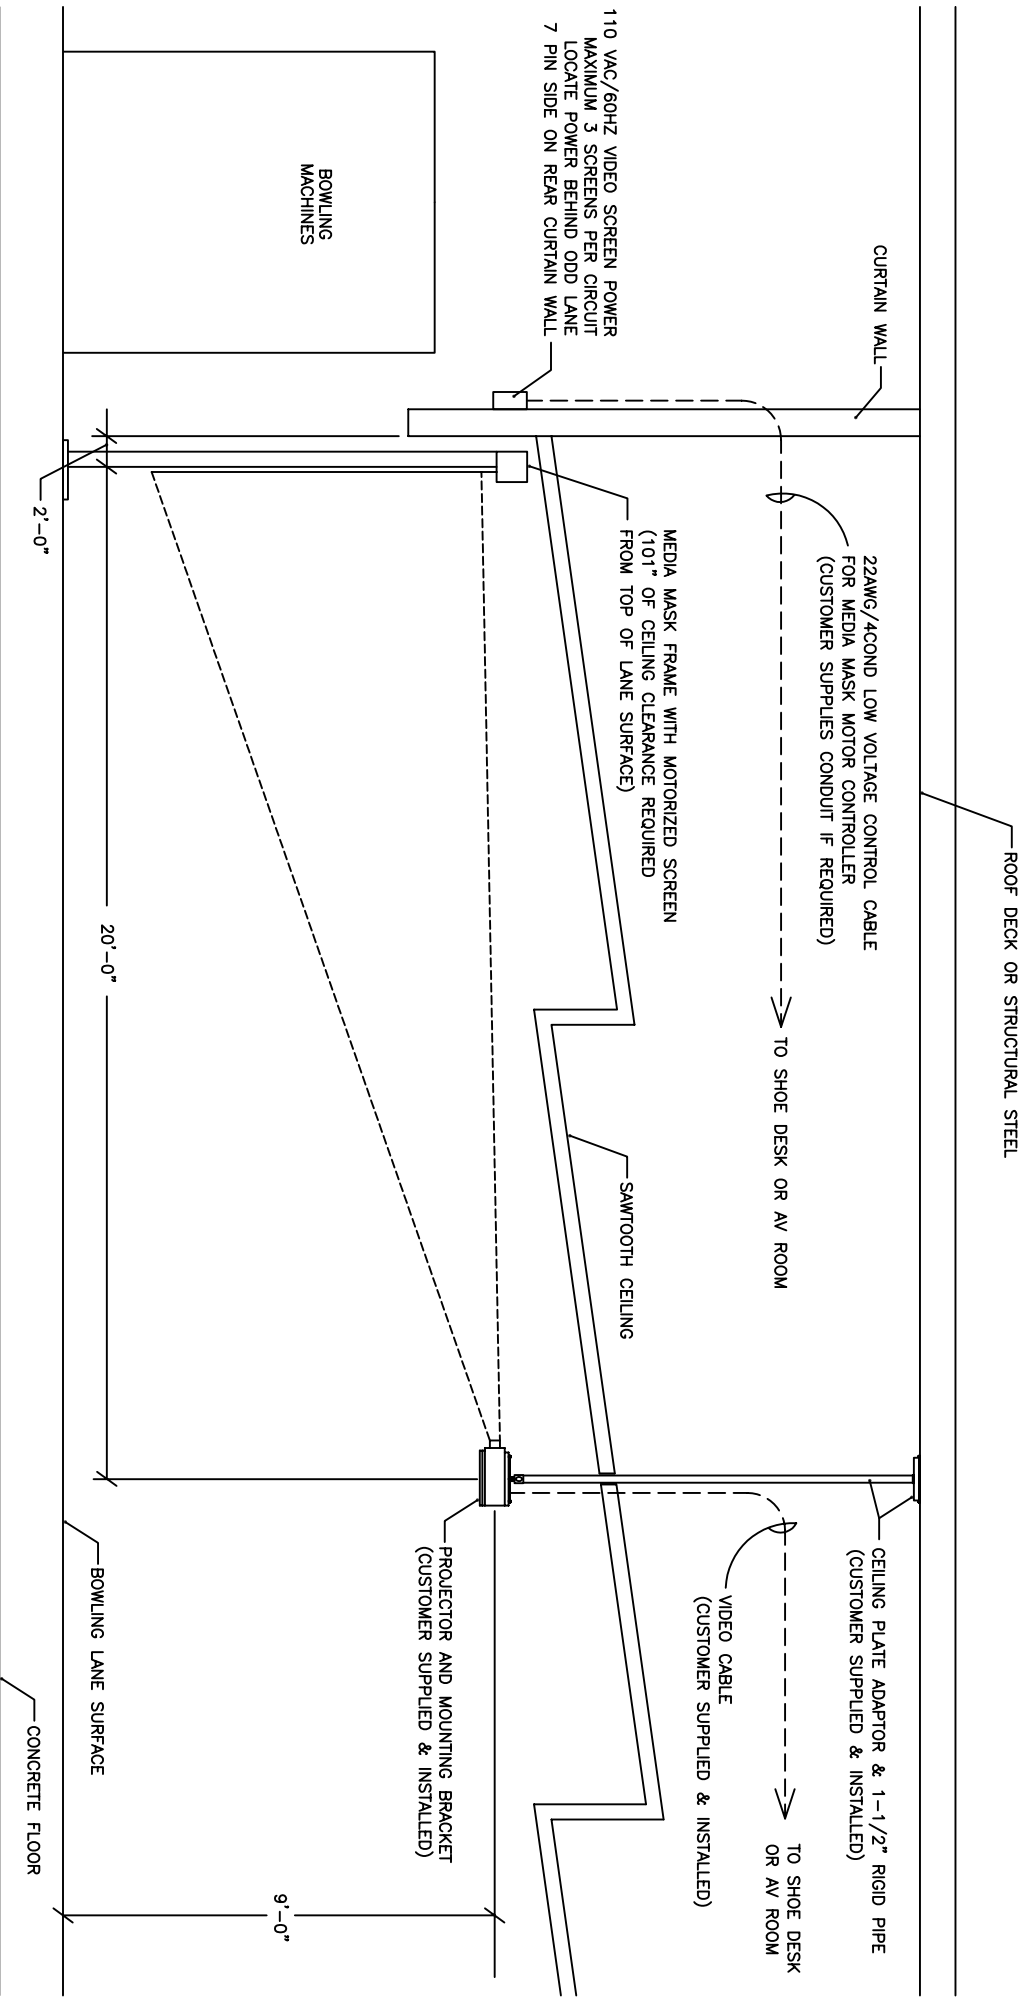 ROOF DECK OR STRUCTURAL STEEL
CURTAIN WALL
22AWG/4COND LOW VOLTAGE CONTROL CABLE
FOR MEDIA MASK MOTOR CONTROLLER
(CUSTOMER SUPPLIES CONDUIT IF REQUIRED)
TO SHOE DESK OR AV ROOM
CEILING PLATE ADAPTOR & 1-1/2" RIGID PIPE
(CUSTOMER SUPPLIED & INSTALLED)
TO SHOE DESK
OR AV ROOM
VIDEO CABLE
(CUSTOMER SUPPLIED & INSTALLED)
110 VAC/60HZ VIDEO SCREEN POWER
MAXIMUM 3 SCREENS PER CIRCUIT
LOCATE POWER BEHIND ODD LANE
7 PIN SIDE ON REAR CURTAIN WALL
MEDIA MASK FRAME WITH MOTORIZED SCREEN
(101" OF CEILING CLEARANCE REQUIRED
FROM TOP OF LANE SURFACE)
SAWTOOTH CEILING
BOWLING
MACHINES
PROJECTOR AND MOUNTING BRACKET
(CUSTOMER SUPPLIED & INSTALLED)
9'-0"
20'-0"
2'-0"
BOWLING LANE SURFACE
CONCRETE FLOOR